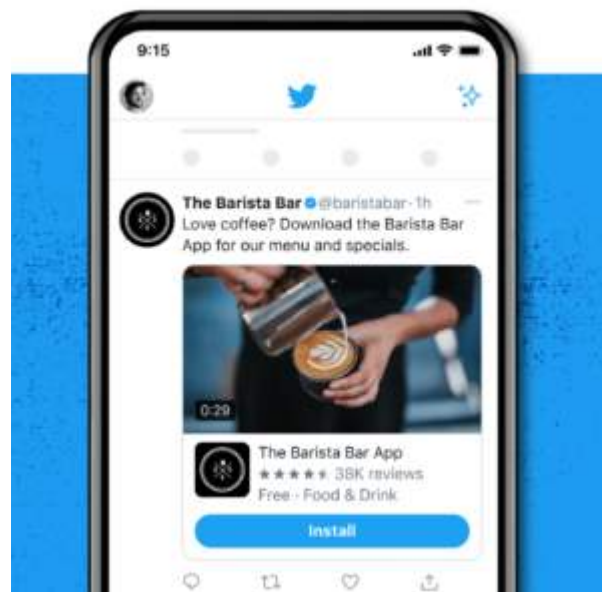 9:15
The Barista Bar @baristabar · 1h
Love coffee? Download the Barista Bar
App for our menu and specials.
0:29
The Barista Bar App
38K reviews
Free · Food & Drink
Install